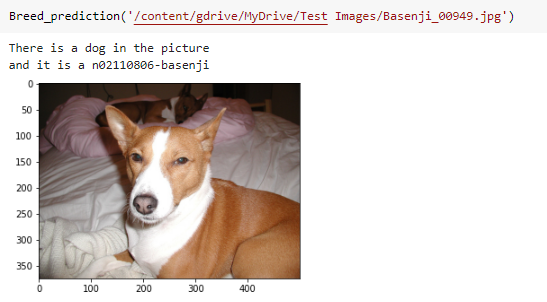 Breed_prediction('/content/gdrive/MyDrive/Test Images/Basenji_00949.jpg')
There is a dog in the picture
and it is a n02110806-basenji
0
50
100
150
200
250
300
350
0 100 200 300 400